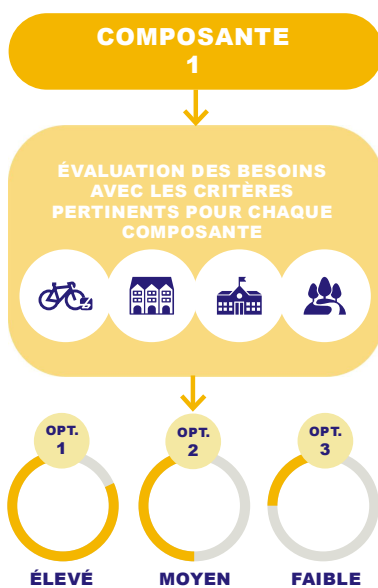 COMPOSANTE
1
ÉVALUATION DES BESOINS
AVEC LES CRITÈRES
PERTINENTS POUR CHAQUE
COMPOSANTE
OPT.
1
OPT.
2
OPT.
3
ÉLEVÉ
MOYEN
FAIBLE